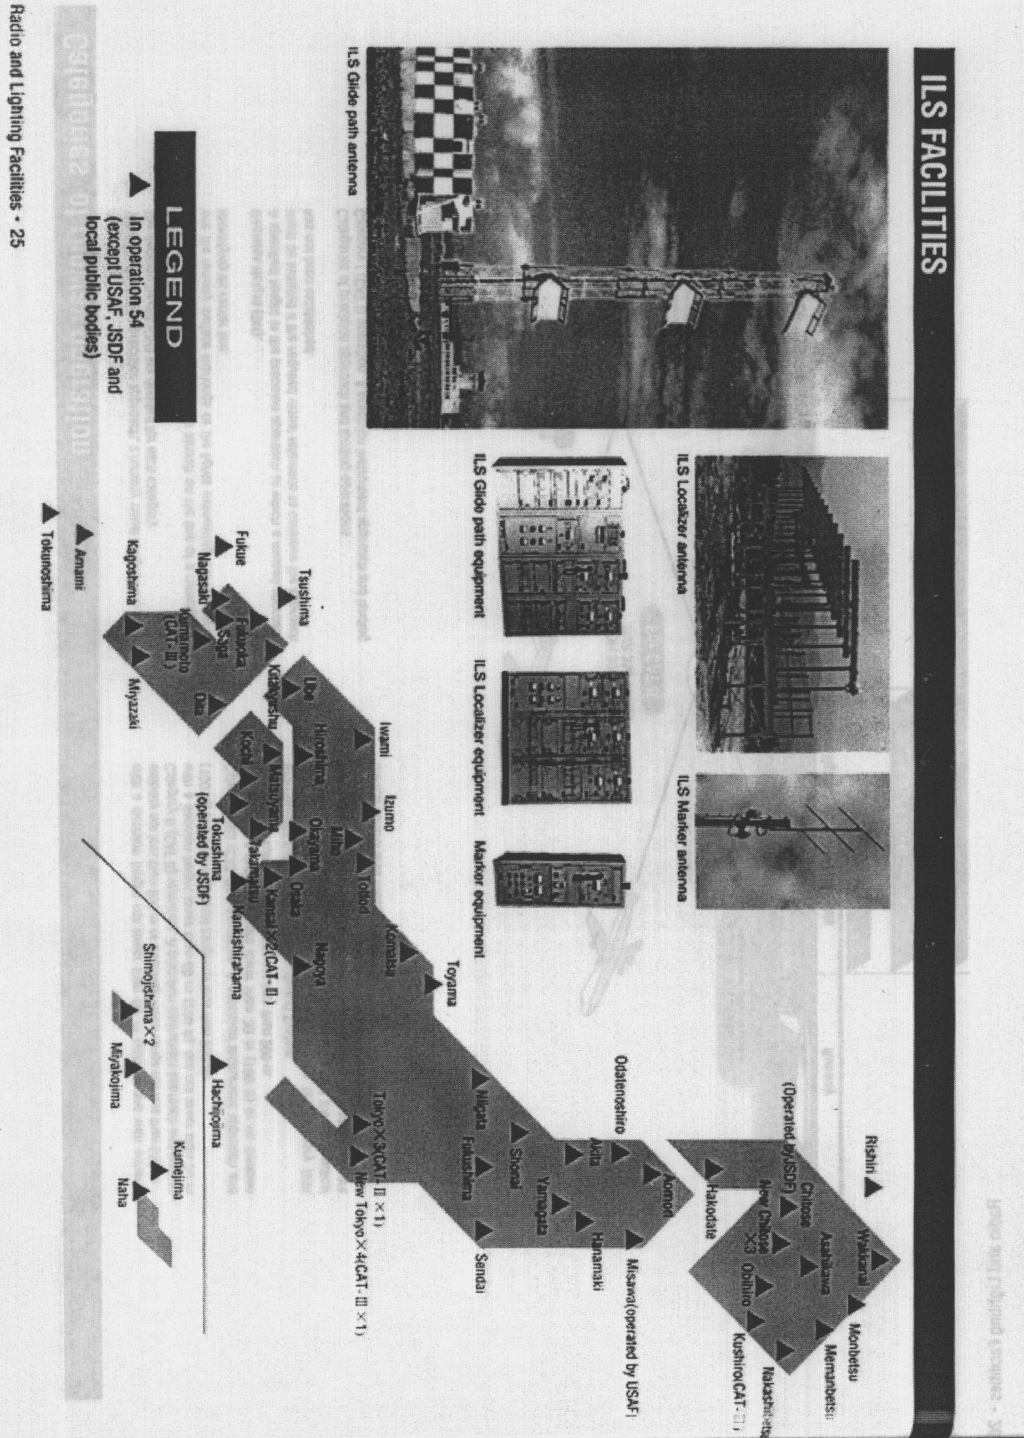 ILS FACILITIES
ILS Glide path antenna
ILS Localizer antenna
ILS Marker antenna
ILS Glide path equipment
ILS Localizer equipment
Marker equipment
LEGEND
In operation 54
(except USAF, JSDF and
local public bodies)
Rishiri
Wakkanai
Monbetsu
Asahikawa
Memanbetsu
Chitose
(Operated by JSDF)
New Chitose
×3
Obihiro
Nakashibetsu
Kushiro(CAT-
Hakodate
Aomori
Odatenoshiro
Misawa(operated by USAF)
Akita
Hanamaki
Yamagata
Shonai
Sendai
Niigata
Fukushima
Toyama
Komatsu
Tokyo×3(CAT-Ⅱ×1)
New Tokyo×4(CAT-Ⅲ×1)
Nagoya
Tottori
Miho
Izumo
Iwami
Osaka
Okayama
Hiroshima
Ube
Kansai×2(CAT-Ⅱ)
Nankishirahama
Takamatsu
Matsuyama
Tokushima
(operated by JSDF)
Kochi
Kitakyushu
Tsushima
Fukuoka
Saga
Fukue
Nagasaki
Kumamoto
(CAT-Ⅲ)
Oita
Kagoshima
Miyazaki
Amami
Tokunoshima
Hachijojima
Shimojishima×2
Miyakojima
Kumejima
Naha
Radio and Lighting Facilities • 25